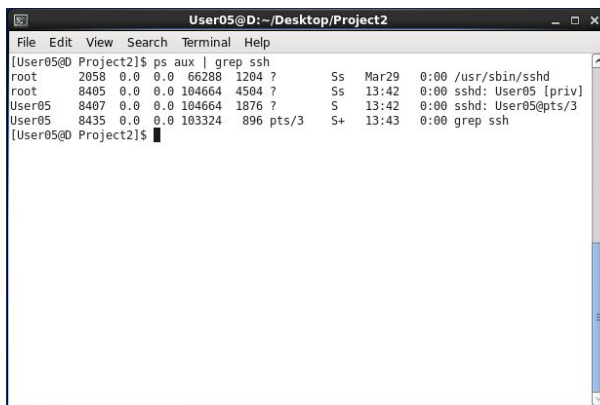 User05@D:~/Desktop/Project2
File Edit View Search Terminal Help
[User05@D Project2]$ ps aux | grep ssh
root 2058 0.0 0.0 66288 1204 ? Ss Mar29 0:00 /usr/sbin/sshd
root 8405 0.0 0.0 104664 4504 ? Ss 13:42 0:00 sshd: User05 [priv]
User05 8407 0.0 0.0 104664 1876 ? S 13:42 0:00 sshd: User05@pts/3
User05 8435 0.0 0.0 103324 896 pts/3 S+ 13:43 0:00 grep ssh
[User05@D Project2]$